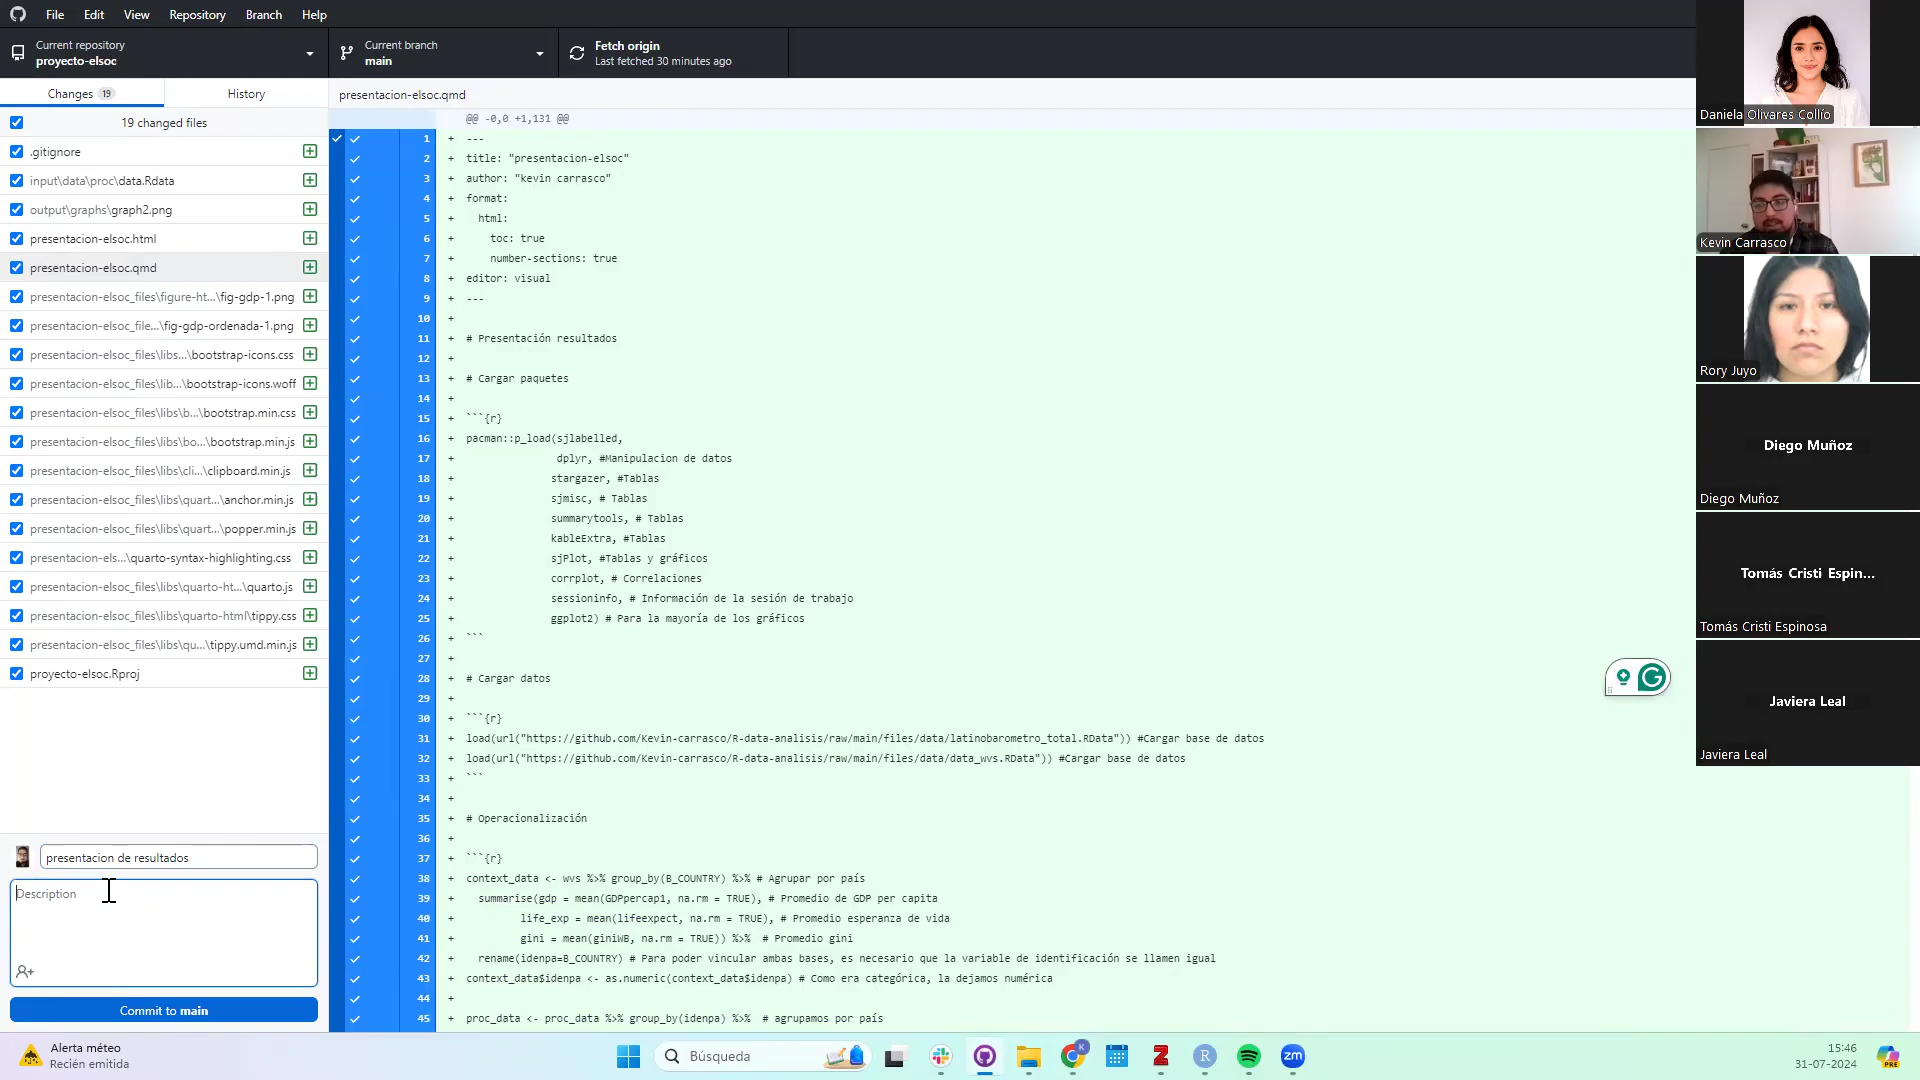 File Edit View Repository Branch Help
Current repository
proyecto-elsoc
Current branch
main
Fetch origin
Last fetched 30 minutes ago
Changes 19
History
19 changed files
.gitignore
input\data\proc\data.Rdata
output\graphs\graph2.png
presentacion-elsoc.html
presentacion-elsoc.qmd
presentacion-elsoc_files\figure-ht...\fig-gdp-1.png
presentacion-elsoc_file...\fig-gdp-ordenada-1.png
presentacion-elsoc_files\libs...\bootstrap-icons.css
presentacion-elsoc_files\lib...\bootstrap-icons.woff
presentacion-elsoc_files\libs\b...\bootstrap.min.css
presentacion-elsoc_files\libs\bo...\bootstrap.min.js
presentacion-elsoc_files\libs\cli...\clipboard.min.js
presentacion-elsoc_files\libs\quart...\anchor.min.js
presentacion-elsoc_files\libs\quart...\popper.min.js
presentacion-els...\quarto-syntax-highlighting.css
presentacion-elsoc_files\libs\quarto-ht...\quarto.js
presentacion-elsoc_files\libs\quarto-html\tippy.css
presentacion-elsoc_files\libs\qu...\tippy.umd.min.js
proyecto-elsoc.Rproj
presentacion de resultados
Description
Commit to main
presentacion-elsoc.qmd
@@ -0,0 +1,131 @@
1 + ---
2 + title: "presentacion-elsoc"
3 + author: "kevin carrasco"
4 + format:
5 + html:
6 + toc: true
7 + number-sections: true
8 + editor: visual
9 + ---
10 +
11 + # Presentación resultados
12 +
13 + # Cargar paquetes
14 +
15 + ```{r}
16 + pacman::p_load(sjlabelled,
17 + dplyr, #Manipulacion de datos
18 + stargazer, #Tablas
19 + sjmisc, # Tablas
20 + summarytools, # Tablas
21 + kableExtra, #Tablas
22 + sjPlot, #Tablas y gráficos
23 + corrplot, # Correlaciones
24 + sessioninfo, # Información de la sesión de trabajo
25 + ggplot2) # Para la mayoría de los gráficos
26 + ```
27 +
28 + # Cargar datos
29 +
30 + ```{r}
31 + load(url("https://github.com/Kevin-carrasco/R-data-analisis/raw/main/files/data/latinobarometro_total.RData")) #Cargar base de datos
32 + load(url("https://github.com/Kevin-carrasco/R-data-analisis/raw/main/files/data/data_wvs.RData")) #Cargar base de datos
33 + ```
34 +
35 + # Operacionalización
36 +
37 + ```{r}
38 + context_data <- wvs %>% group_by(B_COUNTRY) %>% # Agrupar por país
39 + summarise(gdp = mean(GDPpercap1, na.rm = TRUE), # Promedio de GDP per capita
40 + life_exp = mean(lifeexpect, na.rm = TRUE), # Promedio esperanza de vida
41 + gini = mean(giniWB, na.rm = TRUE)) %>% # Promedio gini
42 + rename(idenpa=B_COUNTRY) # Para poder vincular ambas bases, es necesario que la variable de identificación se llamen igual
43 + context_data$idenpa <- as.numeric(context_data$idenpa) # Como era categórica, la dejamos numérica
44 +
45 + proc_data <- proc_data %>% group_by(idenpa) %>% # agrupamos por país
Daniela Olivares Collío
Kevin Carrasco
Rory Juyo
Diego Muñoz
Diego Muñoz
Tomás Cristi Espin...
Tomás Cristi Espinosa
Javiera Leal
Javiera Leal
Alerta méteo
Recién emitida
Búsqueda
K
Z
R
zm
15:46
31-07-2024
PRE